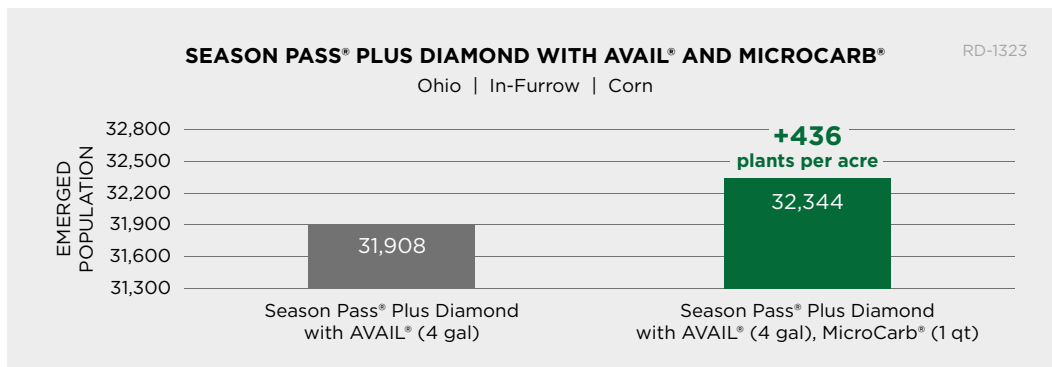 SEASON PASS® PLUS DIAMOND WITH AVAIL® AND MICROCARB®
RD-1323
Ohio | In-Furrow | Corn
EMERGED
POPULATION
32,800
32,500
32,200
31,900
31,600
31,300
+436
plants per acre
31,908
32,344
Season Pass® Plus Diamond
with AVAIL® (4 gal)
Season Pass® Plus Diamond
with AVAIL® (4 gal), MicroCarb® (1 qt)